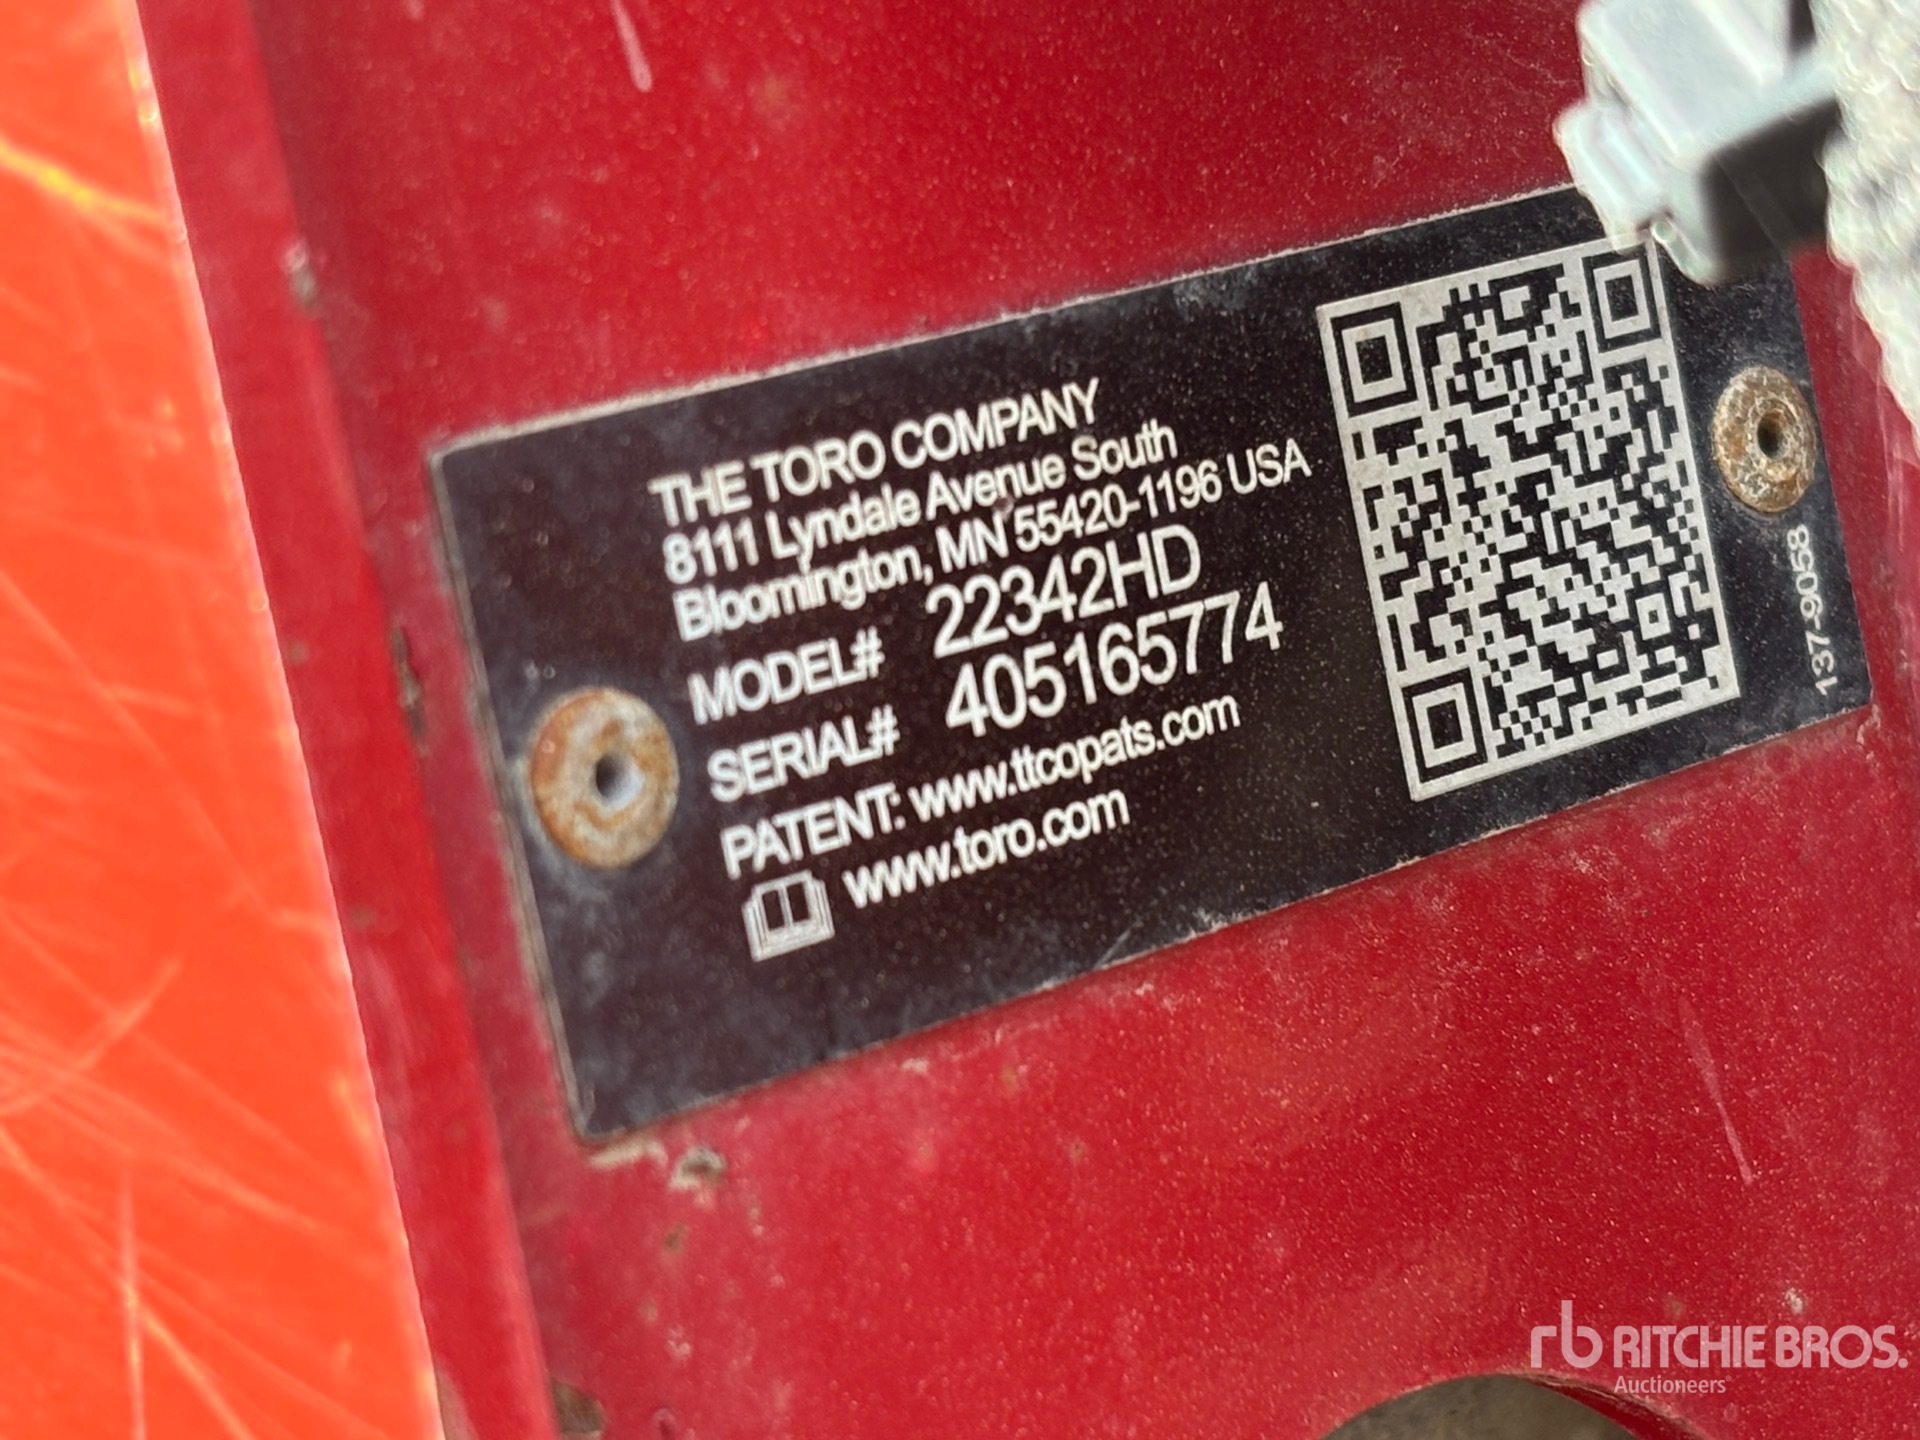 THE TORO COMPANY
8111 Lyndale Avenue South
Bloomington, MN 55420-1196 USA
MODEL# 22342HD
SERIAL# 405165774
PATENT: www.ttcopats.com
www.toro.com
137-9058
rb RITCHIE BROS.
Auctioneers